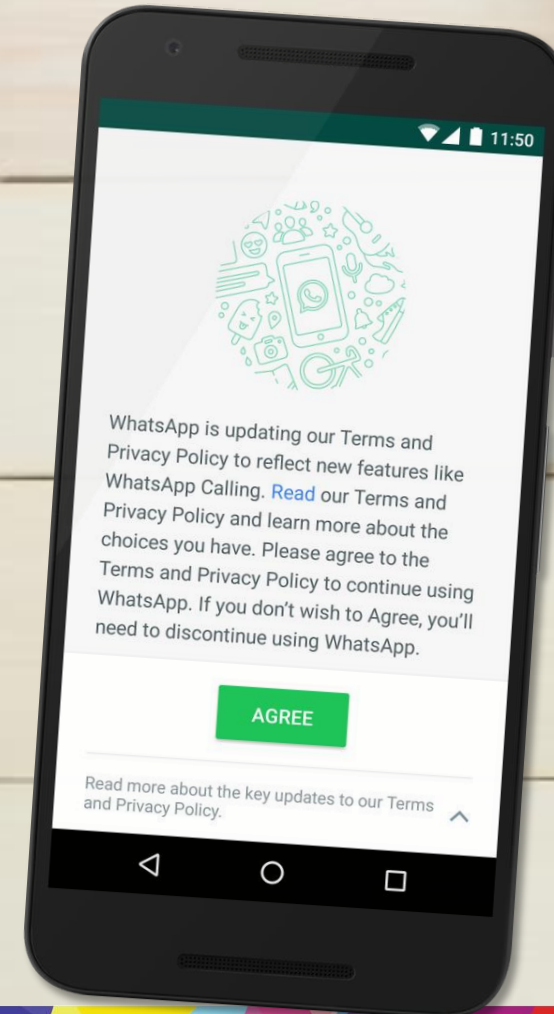 11:50
WhatsApp is updating our Terms and
Privacy Policy to reflect new features like
WhatsApp Calling. Read our Terms and
Privacy Policy and learn more about the
choices you have. Please agree to the
Terms and Privacy Policy to continue using
WhatsApp. If you don’t wish to Agree, you’ll
need to discontinue using WhatsApp.
AGREE
Read more about the key updates to our Terms
and Privacy Policy.